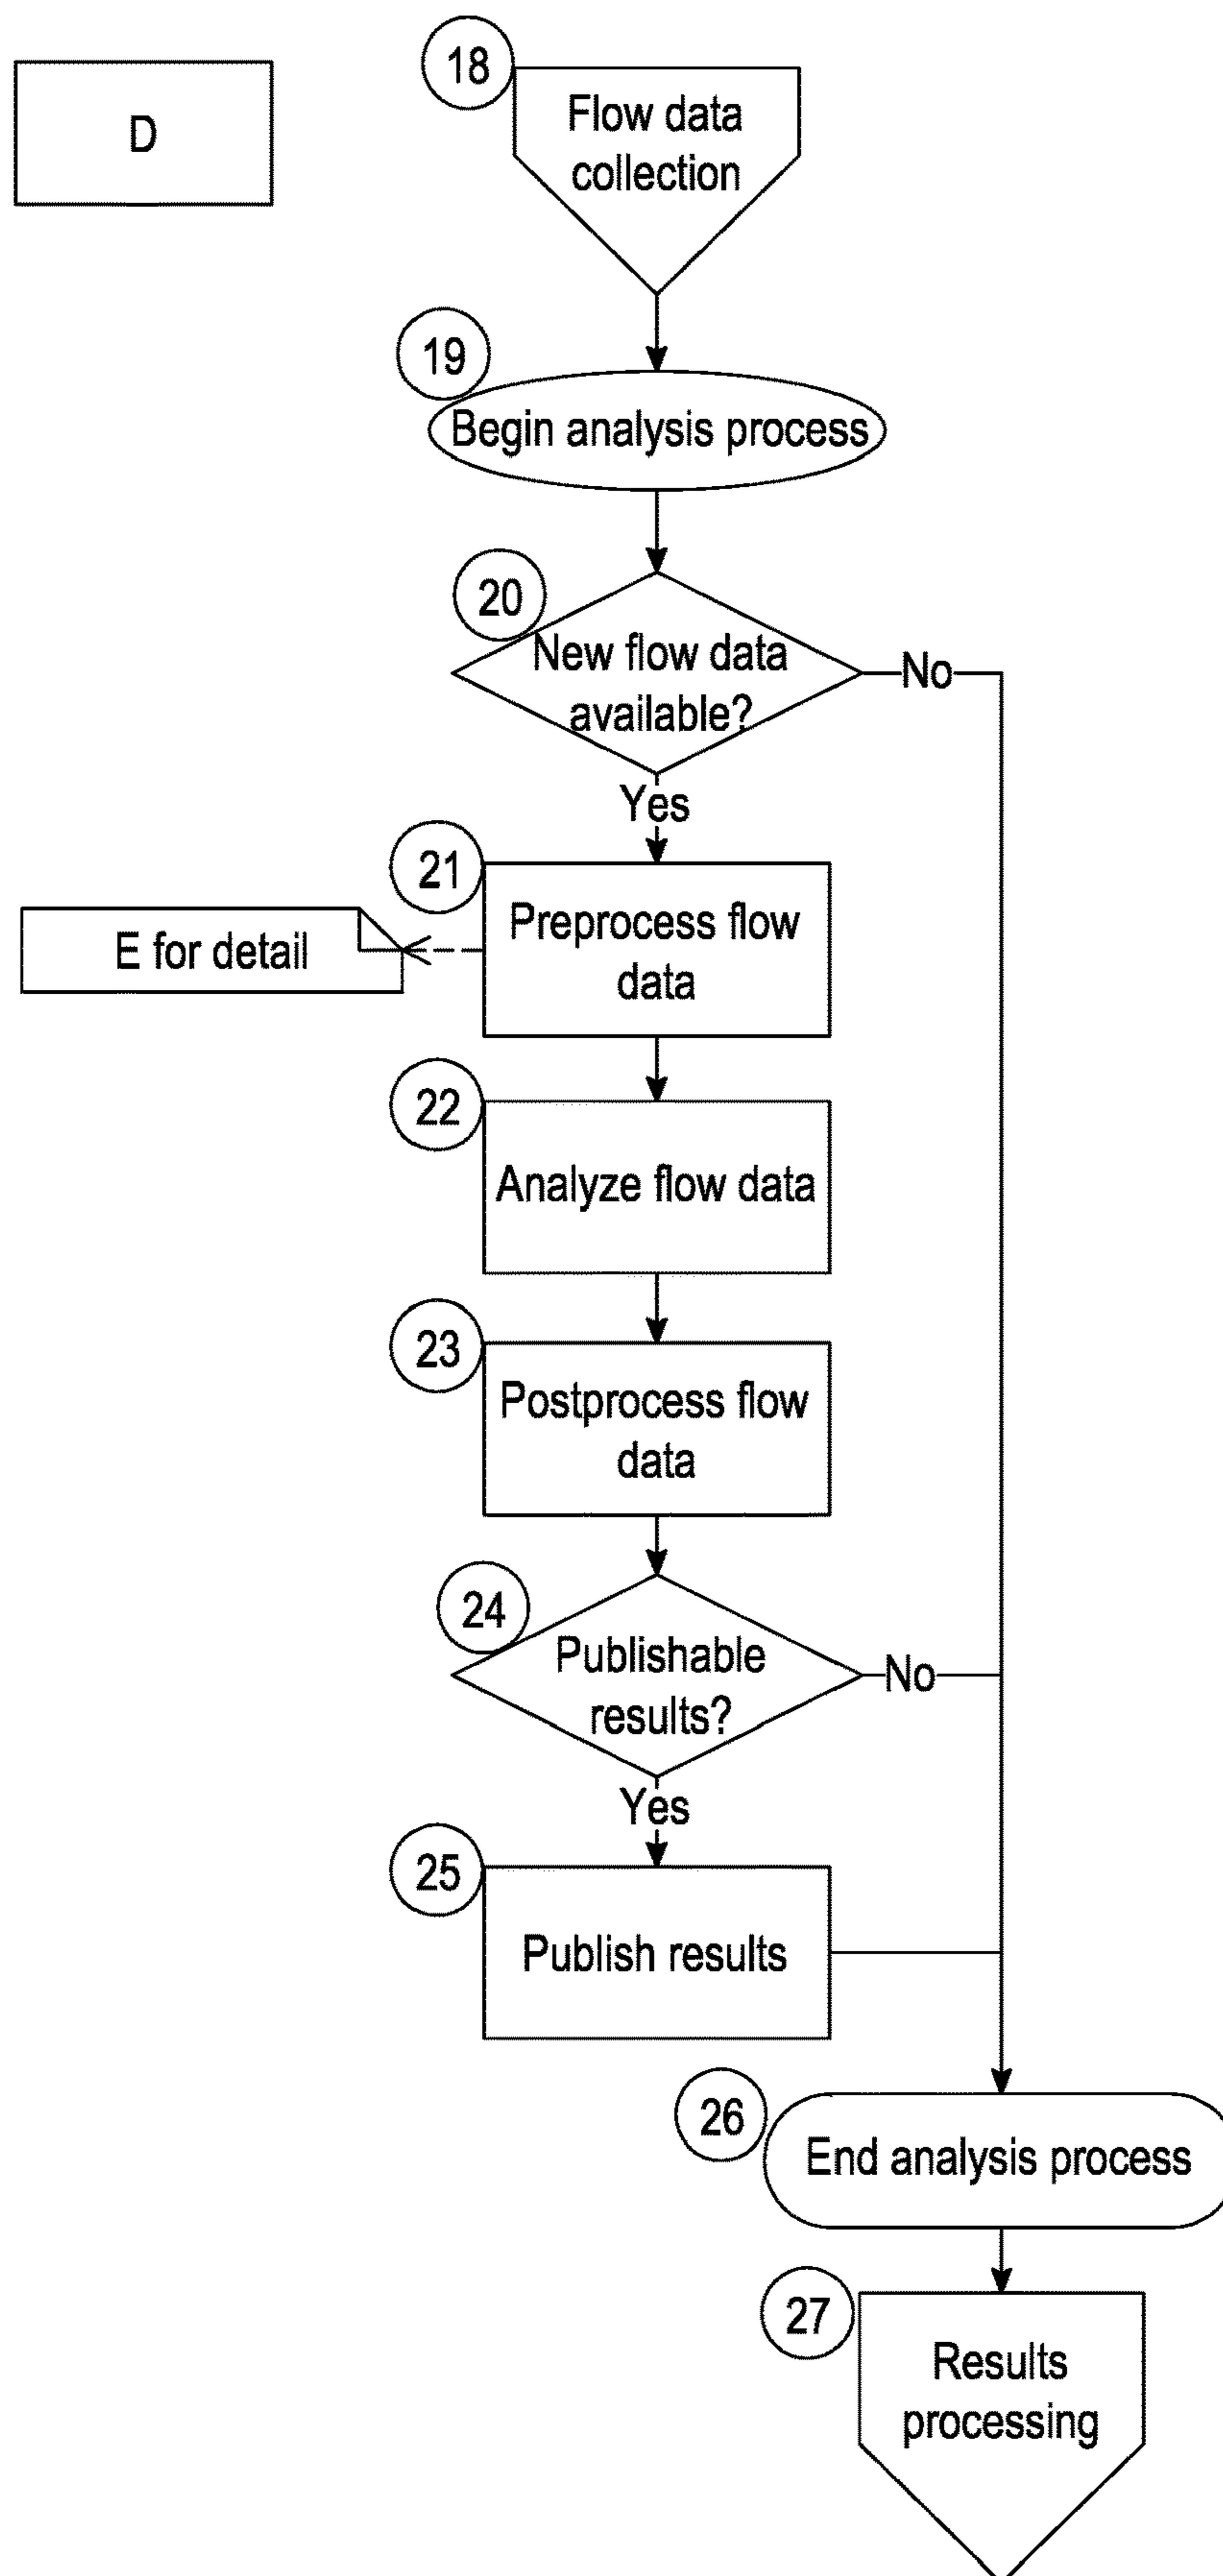 D
18
Flow data
collection
19
Begin analysis process
20
New flow data
available?
No
Yes
21
Preprocess flow
data
E for detail
22
Analyze flow data
23
Postprocess flow
data
24
Publishable
results?
No
Yes
25
Publish results
26
End analysis process
27
Results
processing